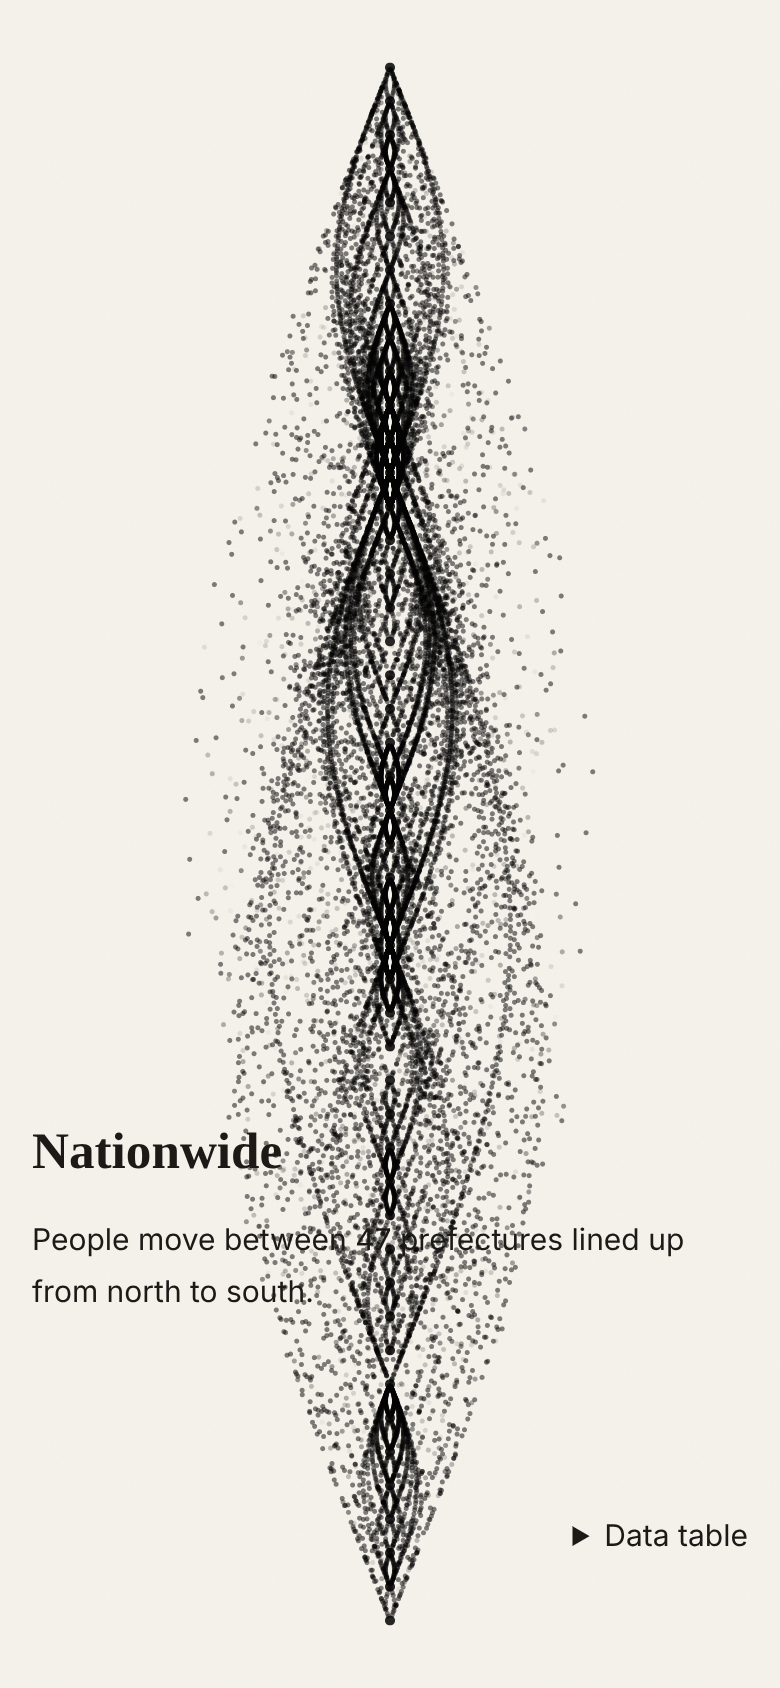 Nationwide
People move between 47 prefectures lined up
from north to south.
▶ Data table